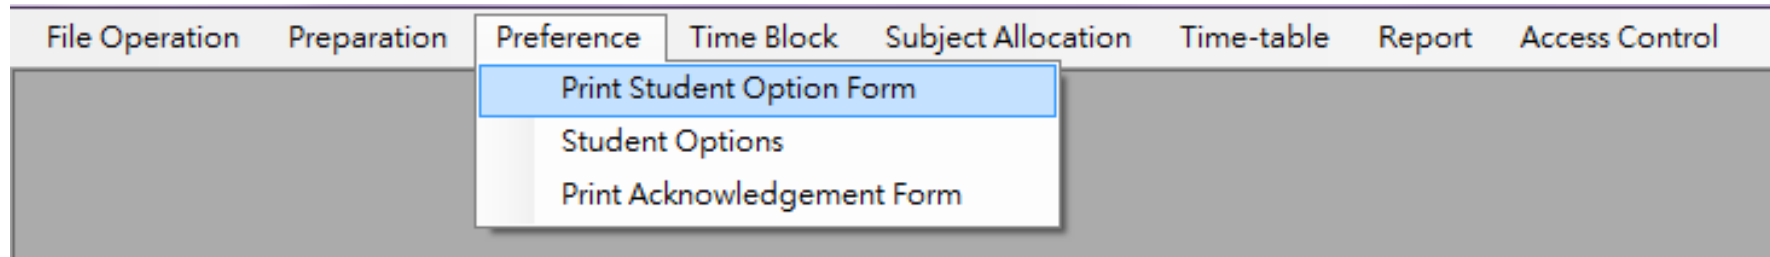 File Operation Preparation Preference Time Block Subject Allocation Time-table Report Access Control
Print Student Option Form
Student Options
Print Acknowledgement Form